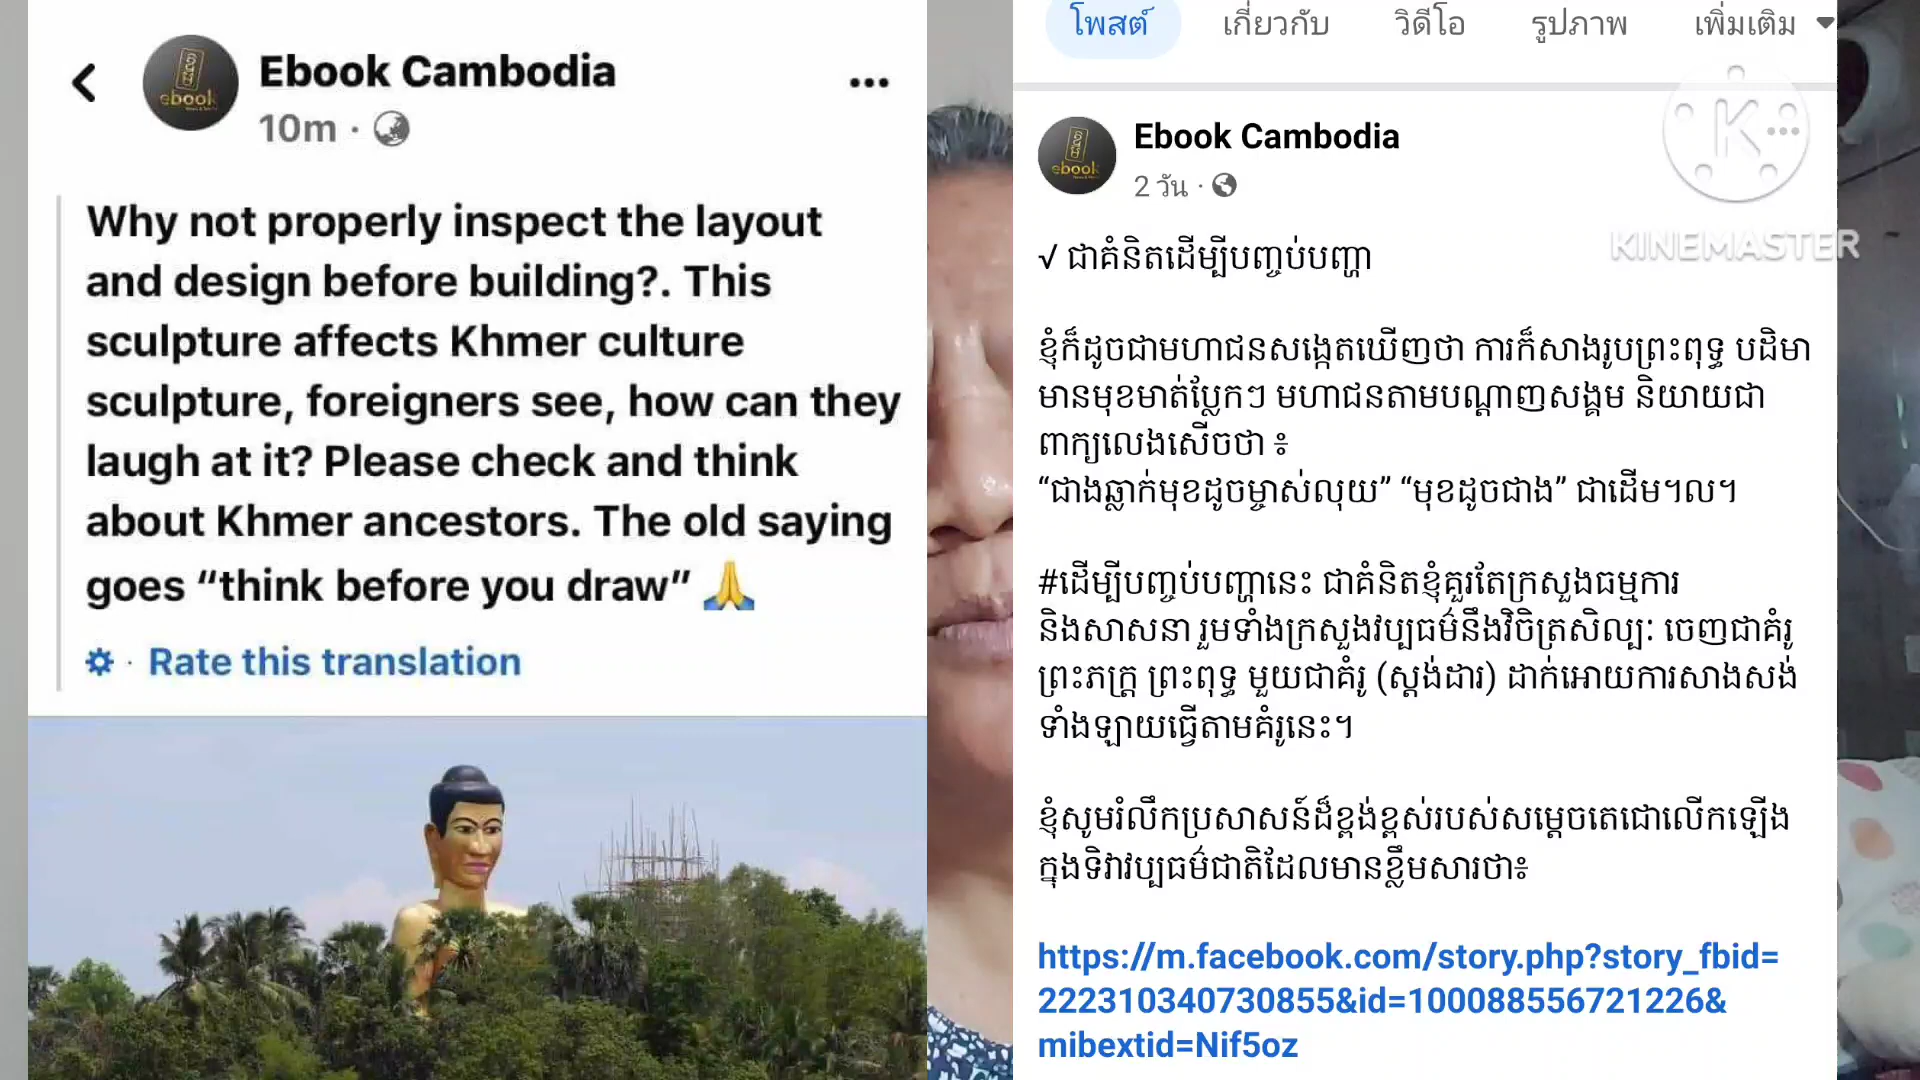 Ebook Cambodia
10m ·
Why not properly inspect the layout
and design before building?. This
sculpture affects Khmer culture
sculpture, foreigners see, how can they
laugh at it? Please check and think
about Khmer ancestors. The old saying
goes “think before you draw” 🙏
· Rate this translation
ebook
โพสต์ เกี่ยวกับ วิดีโอ รูปภาพ เพิ่มเติม
Ebook Cambodia
2 วัน ·
ebook
√ ជាគំនិតដើម្បីបញ្ចប់បញ្ហា
ខ្ញុំក៏ដូចជាមហាជនសង្កេតឃើញថា ការក៏សាងរូបព្រះពុទ្ធ បដិមា
មានមុខមាត់ប្លែកៗ មហាជនតាមបណ្តាញសង្គម និយាយជា
ពាក្យលេងសើចថា ៖
“ជាងឆ្លាក់មុខដូចម្ចាស់លុយ” “មុខដូចជាង” ជាដើម។ល។
#ដើម្បីបញ្ចប់បញ្ហានេះ ជាគំនិតខ្ញុំគួរតែក្រសួងធម្មការ
និងសាសនា រួមទាំងក្រសួងវប្បធម៌នឹងវិចិត្រសិល្បៈ ចេញជាគំរូ
ព្រះភក្ត្រ ព្រះពុទ្ធ មួយជាគំរូ (ស្តង់ដារ) ដាក់អោយការសាងសង់
ទាំងឡាយធ្វើតាមគំរូនេះ។
ខ្ញុំសូមរំលឹកប្រសាសន៍ដ៏ខ្ពង់ខ្ពស់របស់សម្តេចតេជោលើកឡើង
ក្នុងទិវាវប្បធម៌ជាតិដែលមានខ្លឹមសារថា៖
https://m.facebook.com/story.php?story_fbid=
222310340730855&id=100088556721226&
mibextid=Nif5oz
K
KINEMASTER